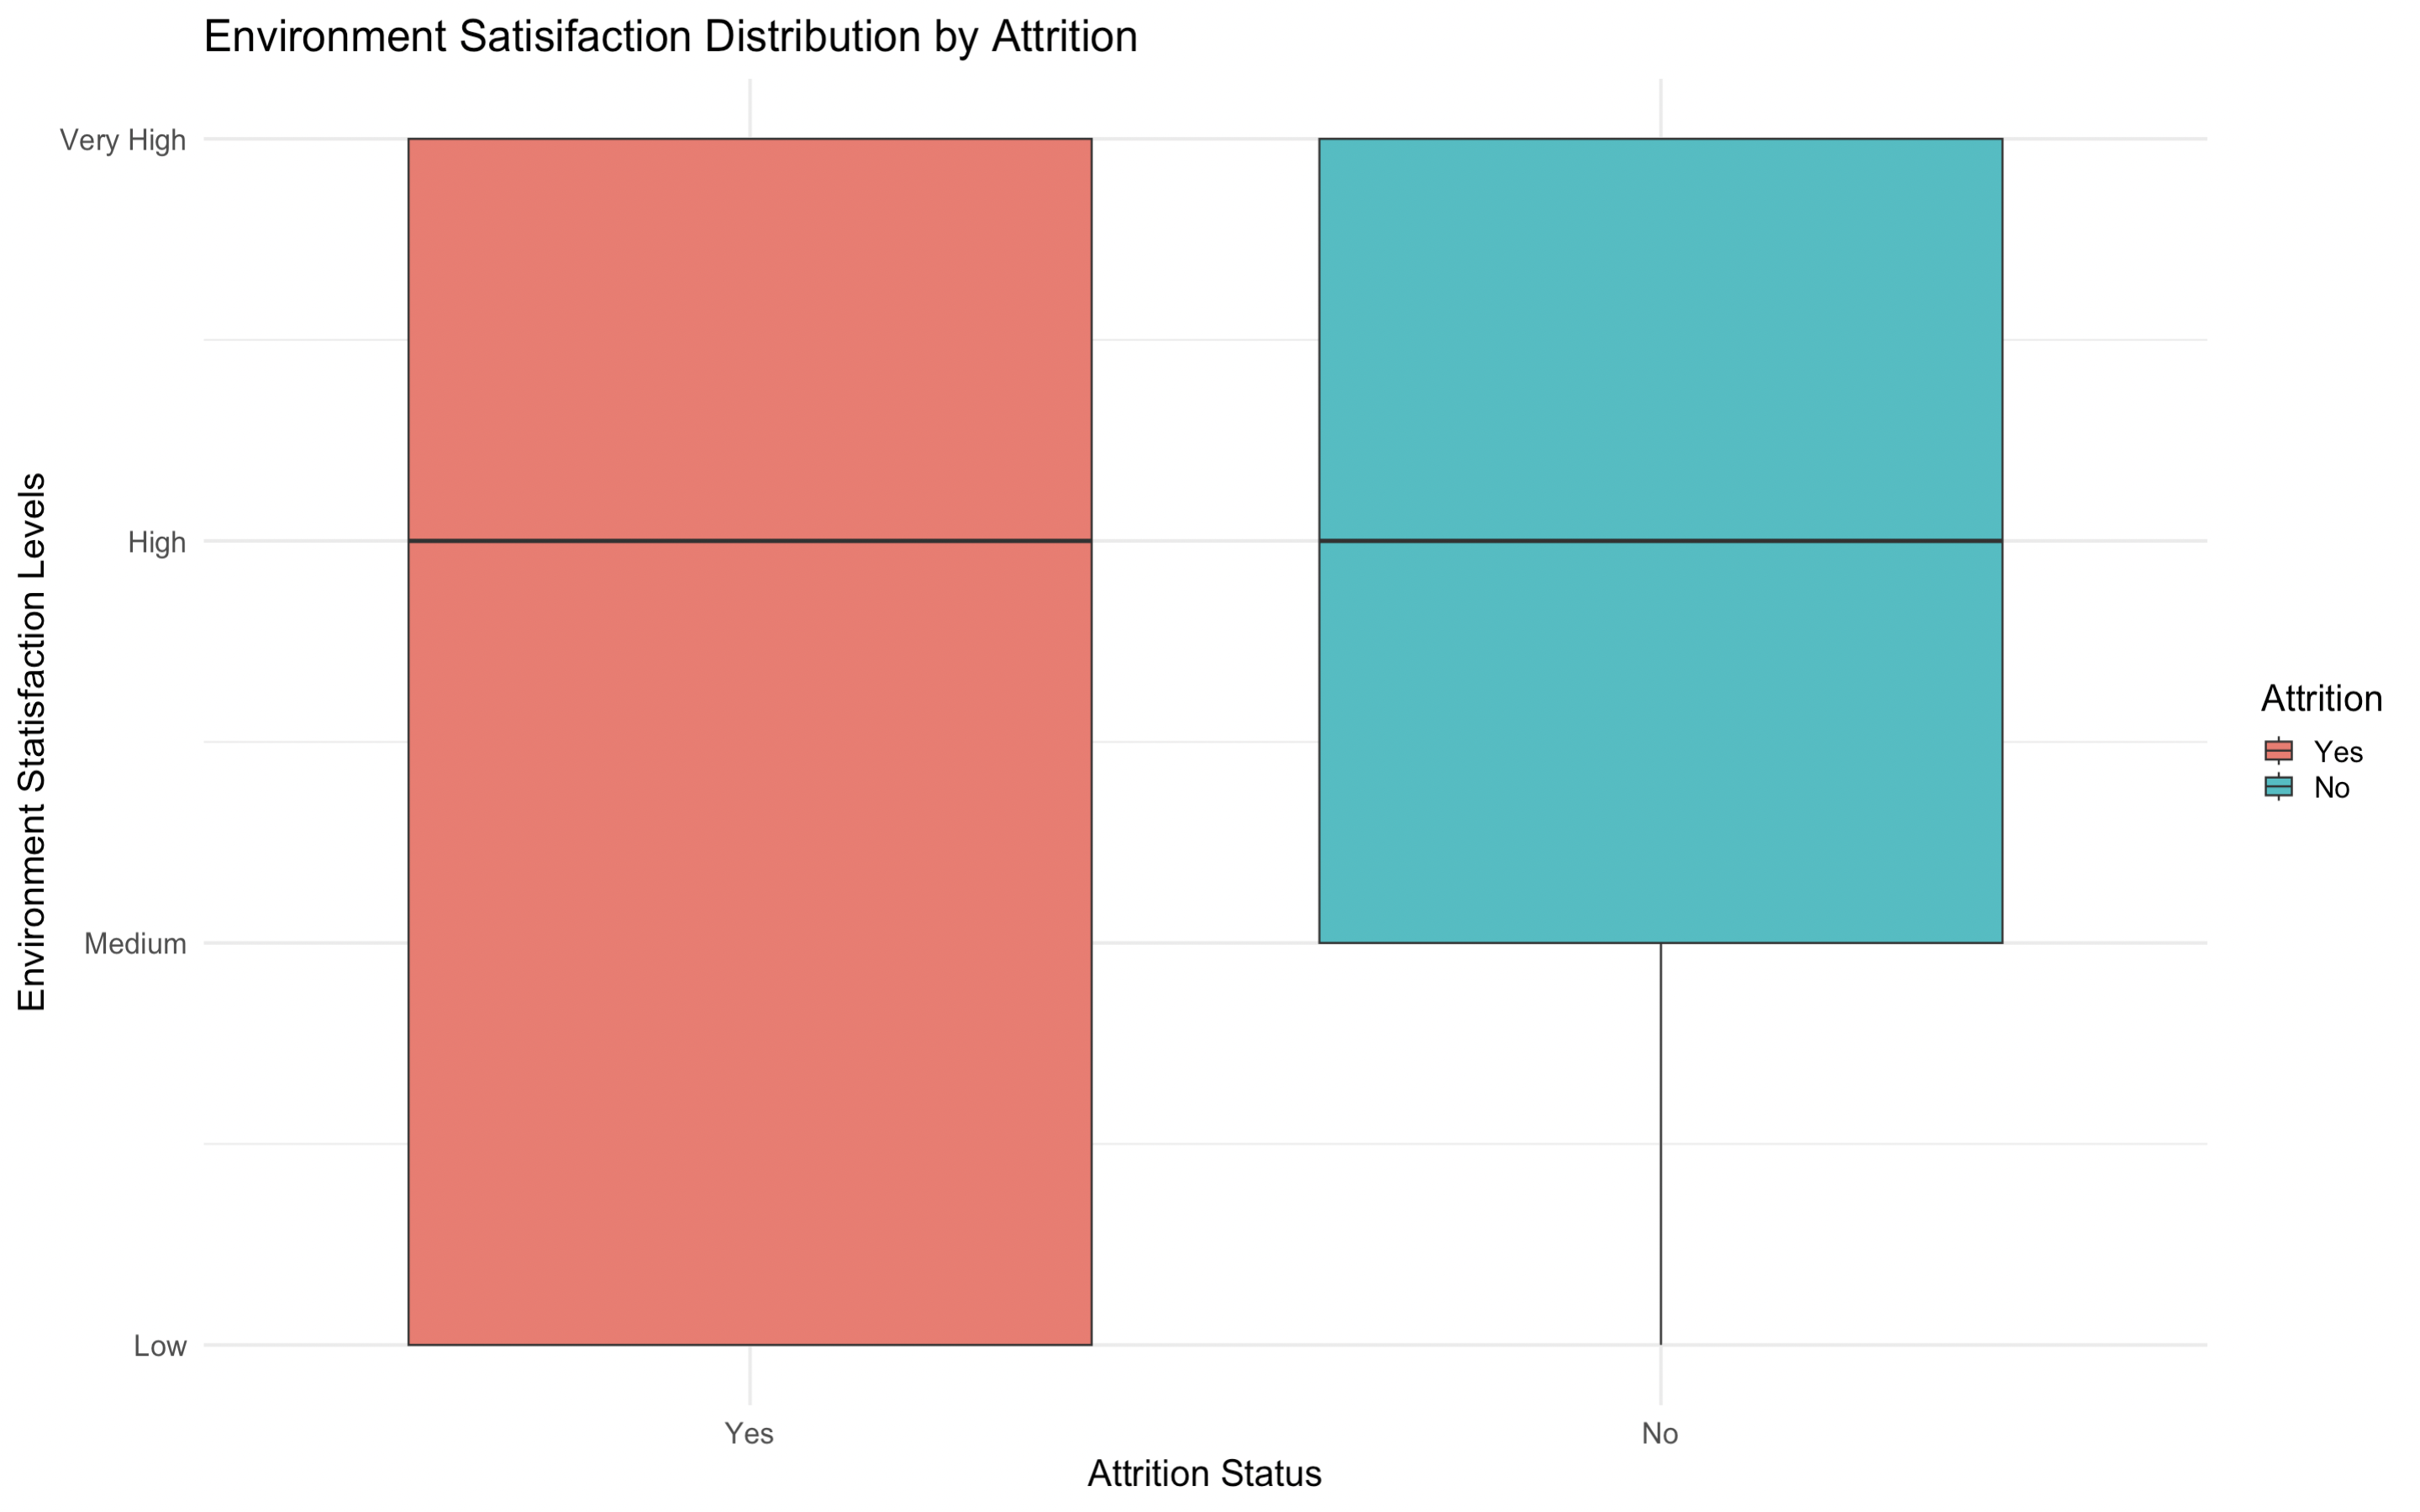 Environment Satisifaction Distribution by Attrition
Environment Statisfaction Levels
Very High
High
Medium
Low
Yes
No
Attrition Status
Attrition
Yes
No